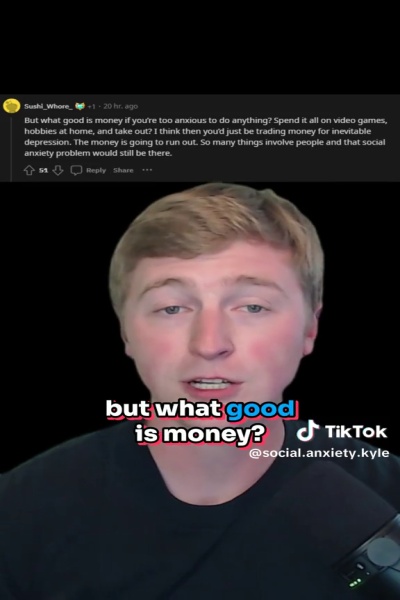 Sushi_Whore_ +1 · 20 hr. ago
But what good is money if you're too anxious to do anything? Spend it all on video games,
hobbies at home, and take out? I think then you'd just be trading money for inevitable
depression. The money is going to run out. So many things involve people and that social
anxiety problem would still be there.
51 Reply Share ...
but what good
is money?
TikTok
@social.anxiety.kyle